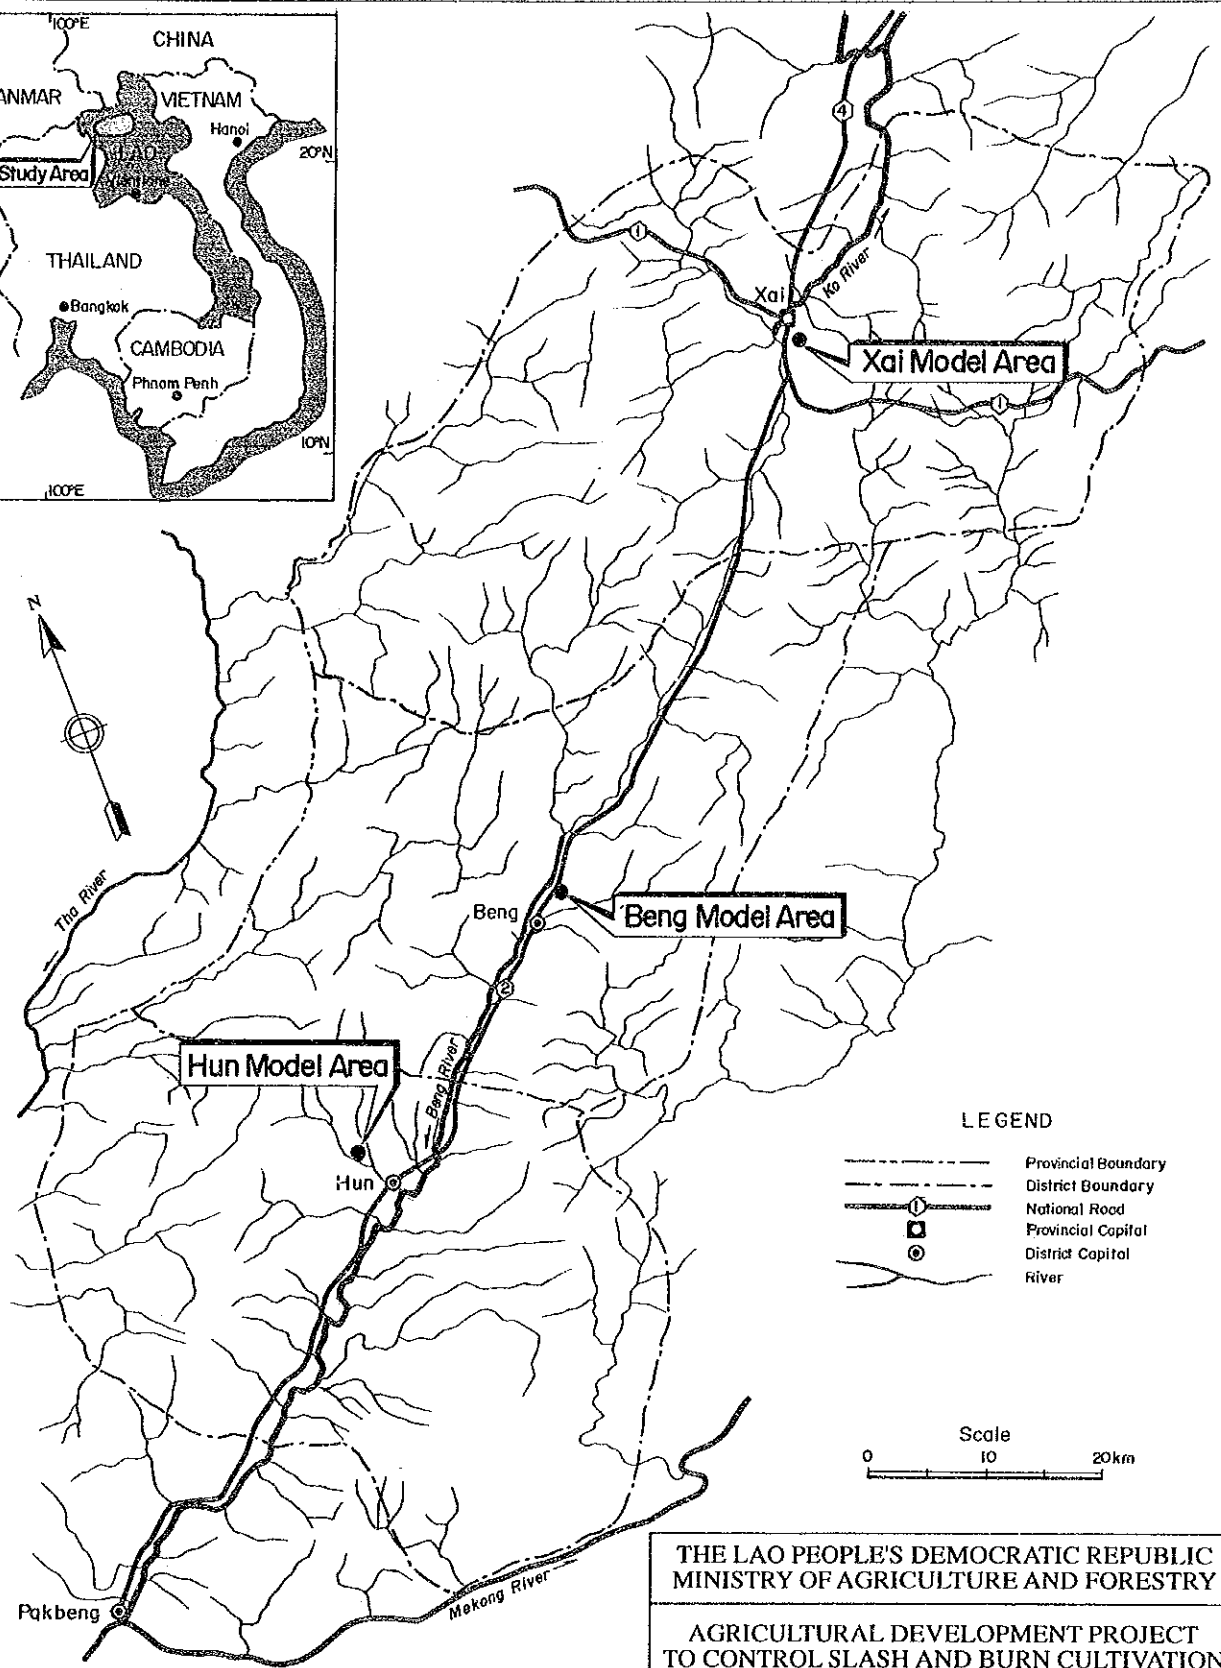 100°E
CHINA
ANMAR
VIETNAM
Hanoi
20°N
LAO
Study Area
THAILAND
Bangkok
CAMBODIA
Phnom Penh
10°N
100°E
4
1
Xai
Ko River
Xai Model Area
1
N
Tha River
Beng
Beng Model Area
2
Hun Model Area
Beng River
Hun
LEGEND
Provincial Boundary
District Boundary
1
National Road
Provincial Capital
District Capital
River
Scale
0 10 20km
Pakbeng
Mekong River
THE LAO PEOPLE'S DEMOCRATIC REPUBLIC
MINISTRY OF AGRICULTURE AND FORESTRY
AGRICULTURAL DEVELOPMENT PROJECT
TO CONTROL SLASH AND BURN CULTIVATION